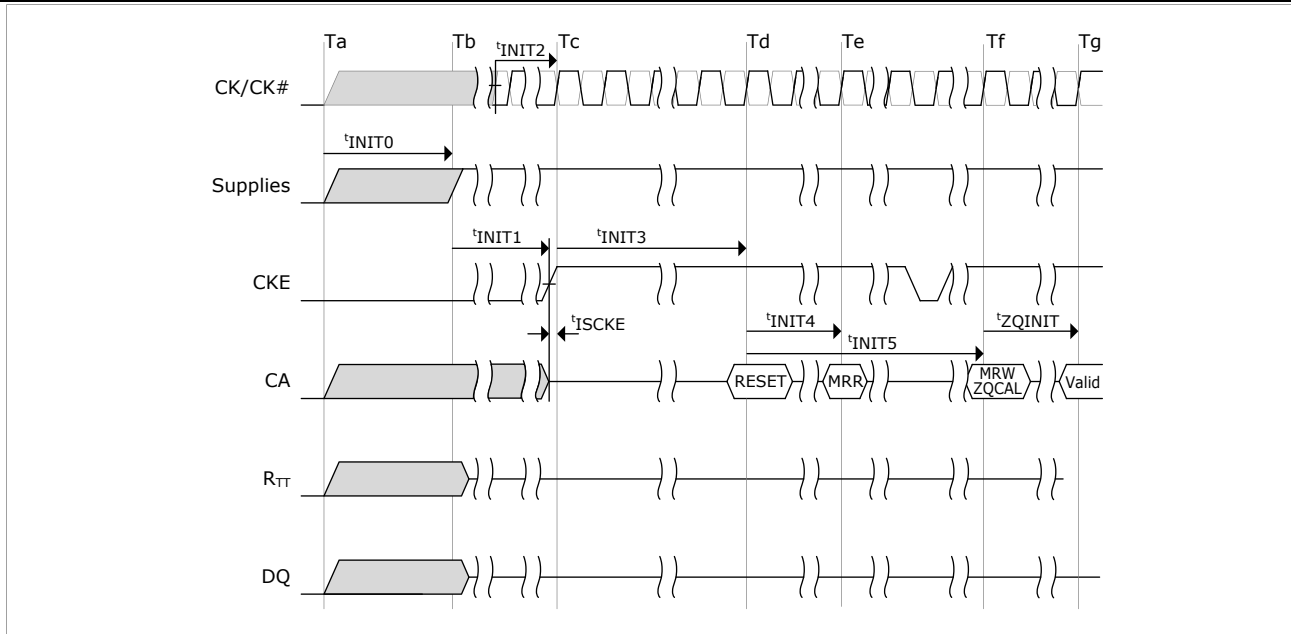 Ta Tb Tc Td Te Tf Tg
tINIT2
CK/CK#
tINIT0
Supplies
tINIT1 tINIT3
CKE
tISCKE tINIT4 tZQINIT
tINIT5
CA RESET MRR MRW ZQCAL Valid
RTT
DQ